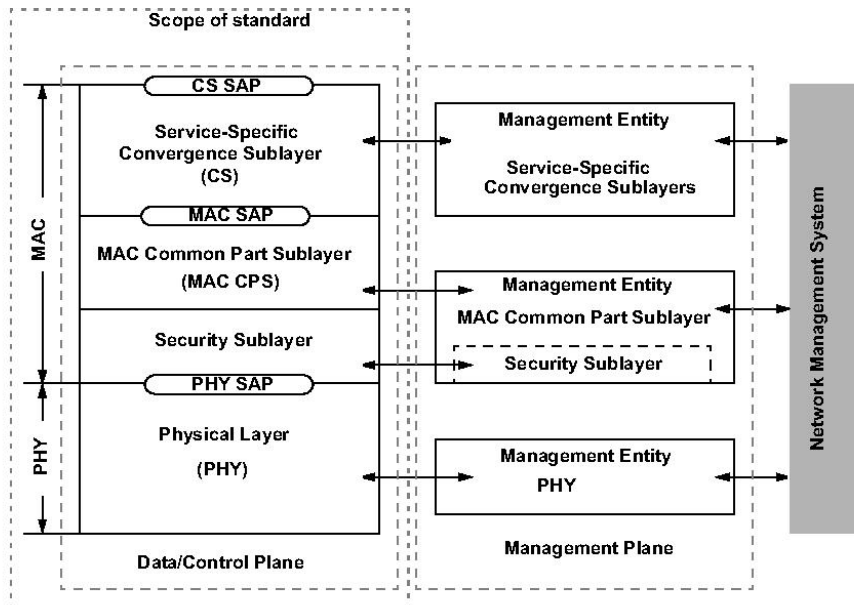 Scope of standard
CS SAP
Service-Specific
Convergence Sublayer
(CS)
MAC SAP
MAC Common Part Sublayer
(MAC CPS)
Security Sublayer
PHY SAP
Physical Layer
(PHY)
Data/Control Plane
MAC
PHY
Management Entity
Service-Specific
Convergence Sublayers
Management Entity
MAC Common Part Sublayer
Security Sublayer
Management Entity
PHY
Management Plane
Network Management System